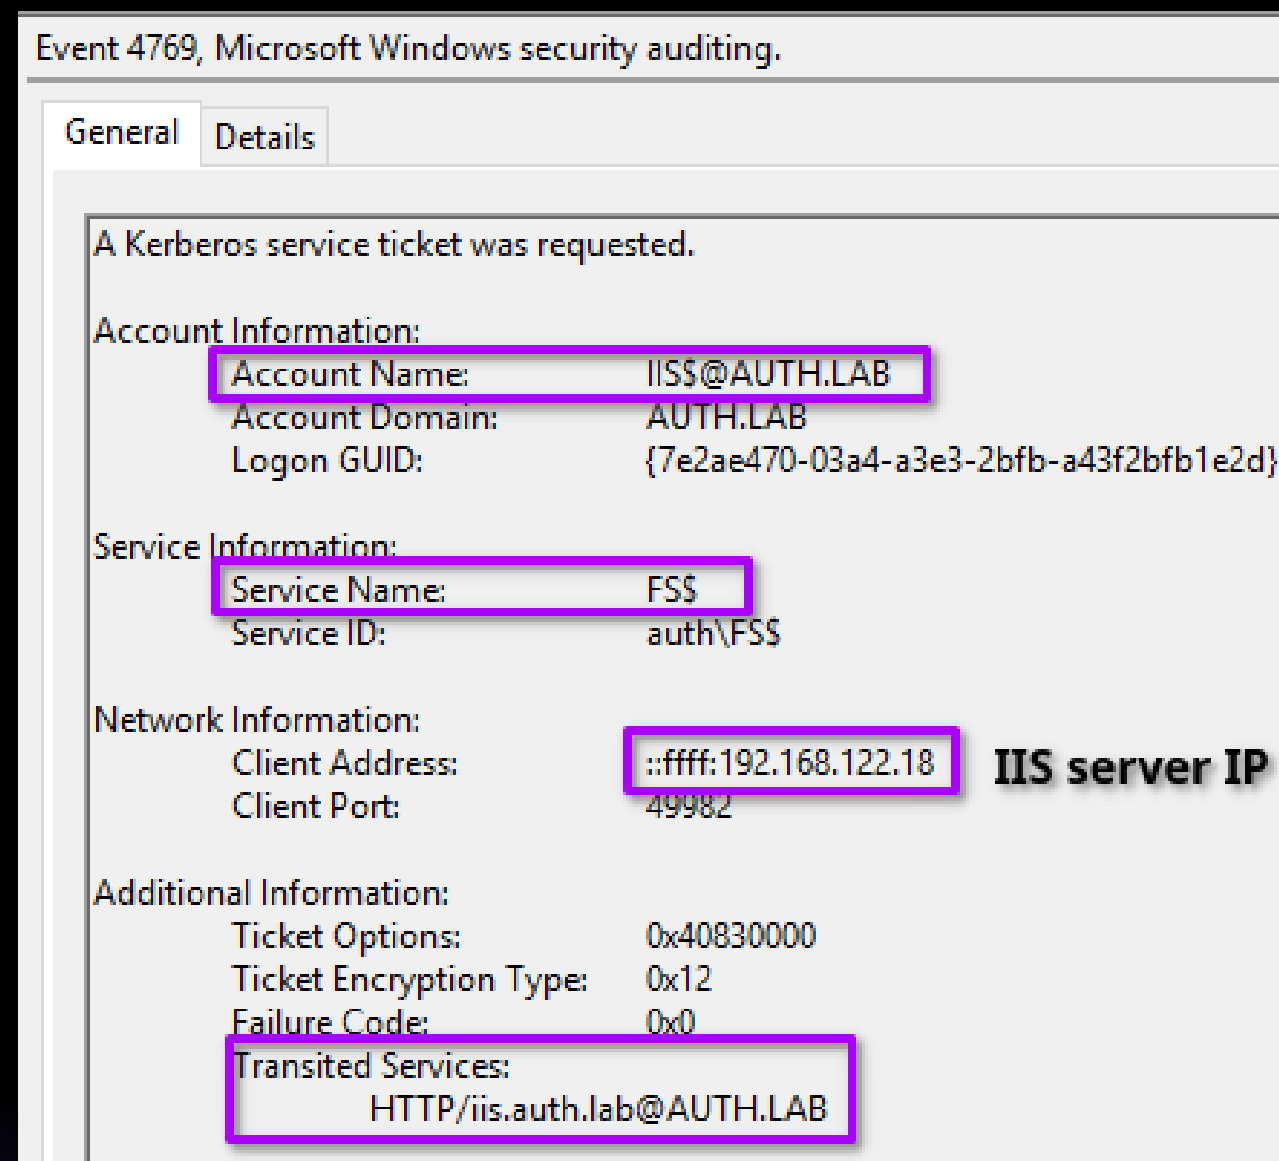 Event 4769, Microsoft Windows security auditing.
General Details
A Kerberos service ticket was requested.
Account Information:
Account Name: IIS$@AUTH.LAB
Account Domain: AUTH.LAB
Logon GUID: {7e2ae470-03a4-a3e3-2bfb-a43f2bfb1e2d}
Service Information:
Service Name: FS$
Service ID: auth\FS$
Network Information:
Client Address: ::ffff:192.168.122.18 IIS server IP
Client Port: 49982
Additional Information:
Ticket Options: 0x40830000
Ticket Encryption Type: 0x12
Failure Code: 0x0
Transited Services:
HTTP/iis.auth.lab@AUTH.LAB